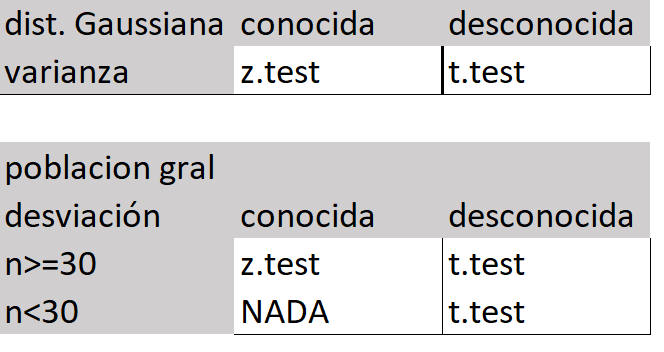 dist. Gaussiana conocida desconocida
varianza z.test t.test
poblacion gral
desviación conocida desconocida
n>=30 z.test t.test
n<30 NADA t.test